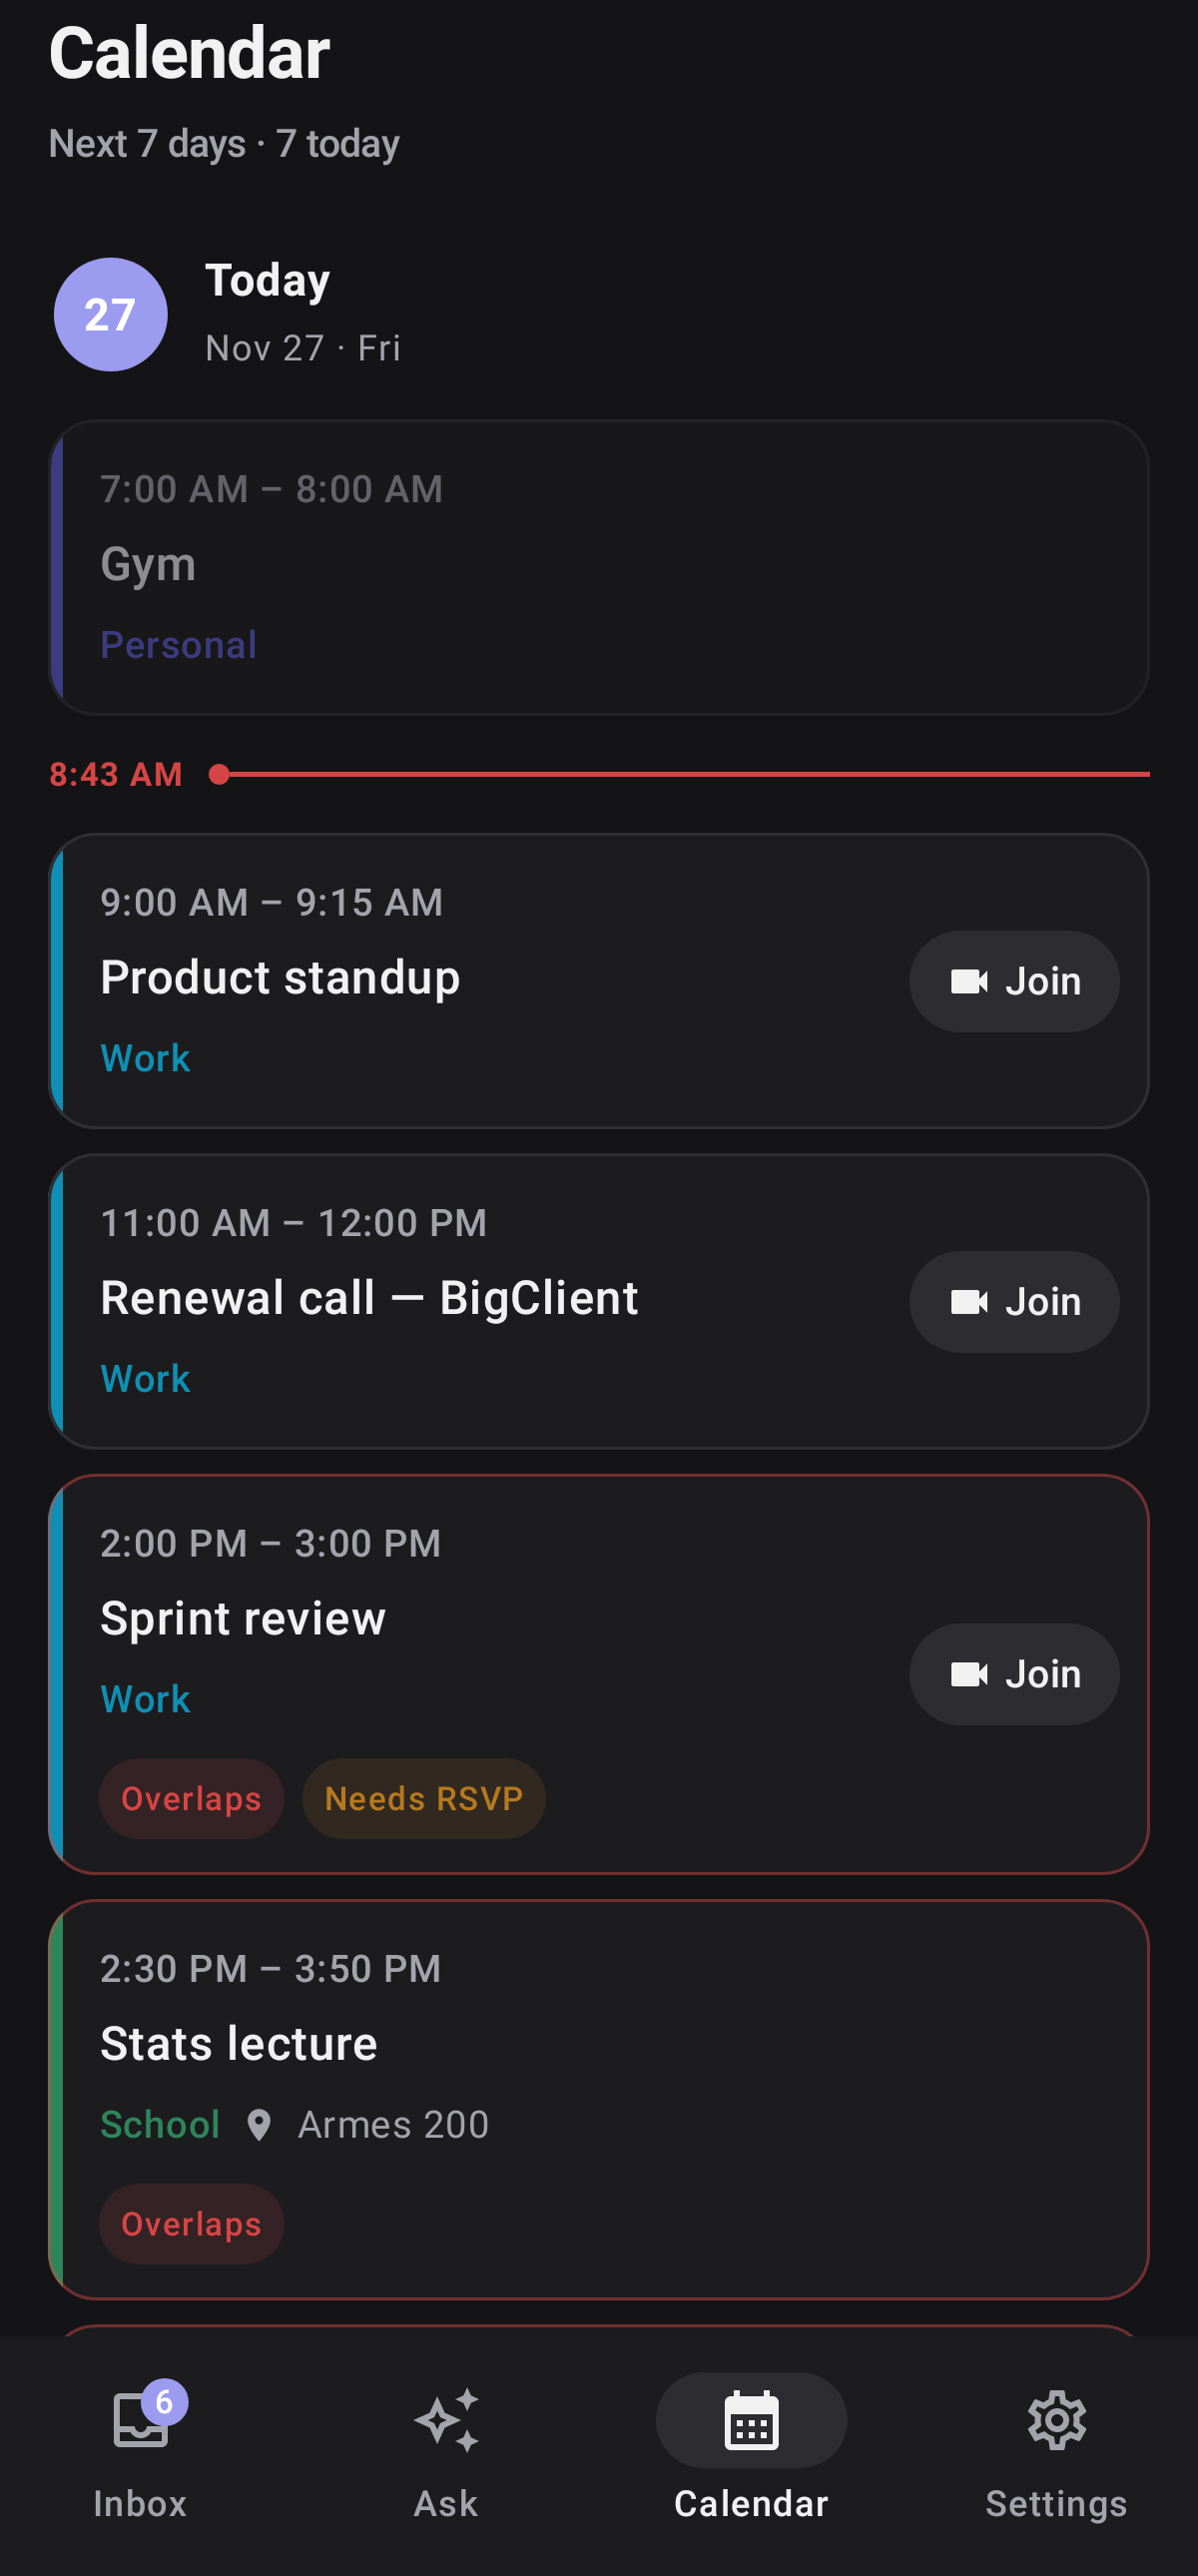 Calendar
Next 7 days · 7 today
27
Today
Nov 27 · Fri
7:00 AM – 8:00 AM
Gym
Personal
8:43 AM
9:00 AM – 9:15 AM
Product standup
Join
Work
11:00 AM – 12:00 PM
Renewal call — BigClient
Join
Work
2:00 PM – 3:00 PM
Sprint review
Join
Work
Overlaps Needs RSVP
2:30 PM – 3:50 PM
Stats lecture
School Armes 200
Overlaps
6
Inbox Ask Calendar Settings